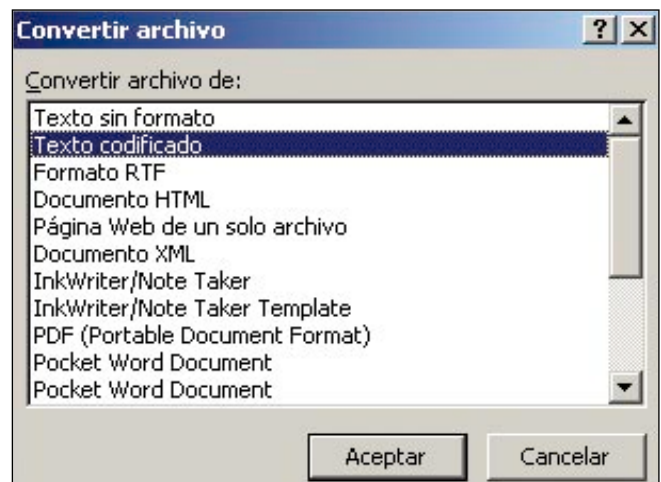 Convertir archivo
Convertir archivo de:
Texto sin formato
Texto codificado
Formato RTF
Documento HTML
Página Web de un solo archivo
Documento XML
InkWriter/Note Taker
InkWriter/Note Taker Template
PDF (Portable Document Format)
Pocket Word Document
Pocket Word Document
Aceptar Cancelar